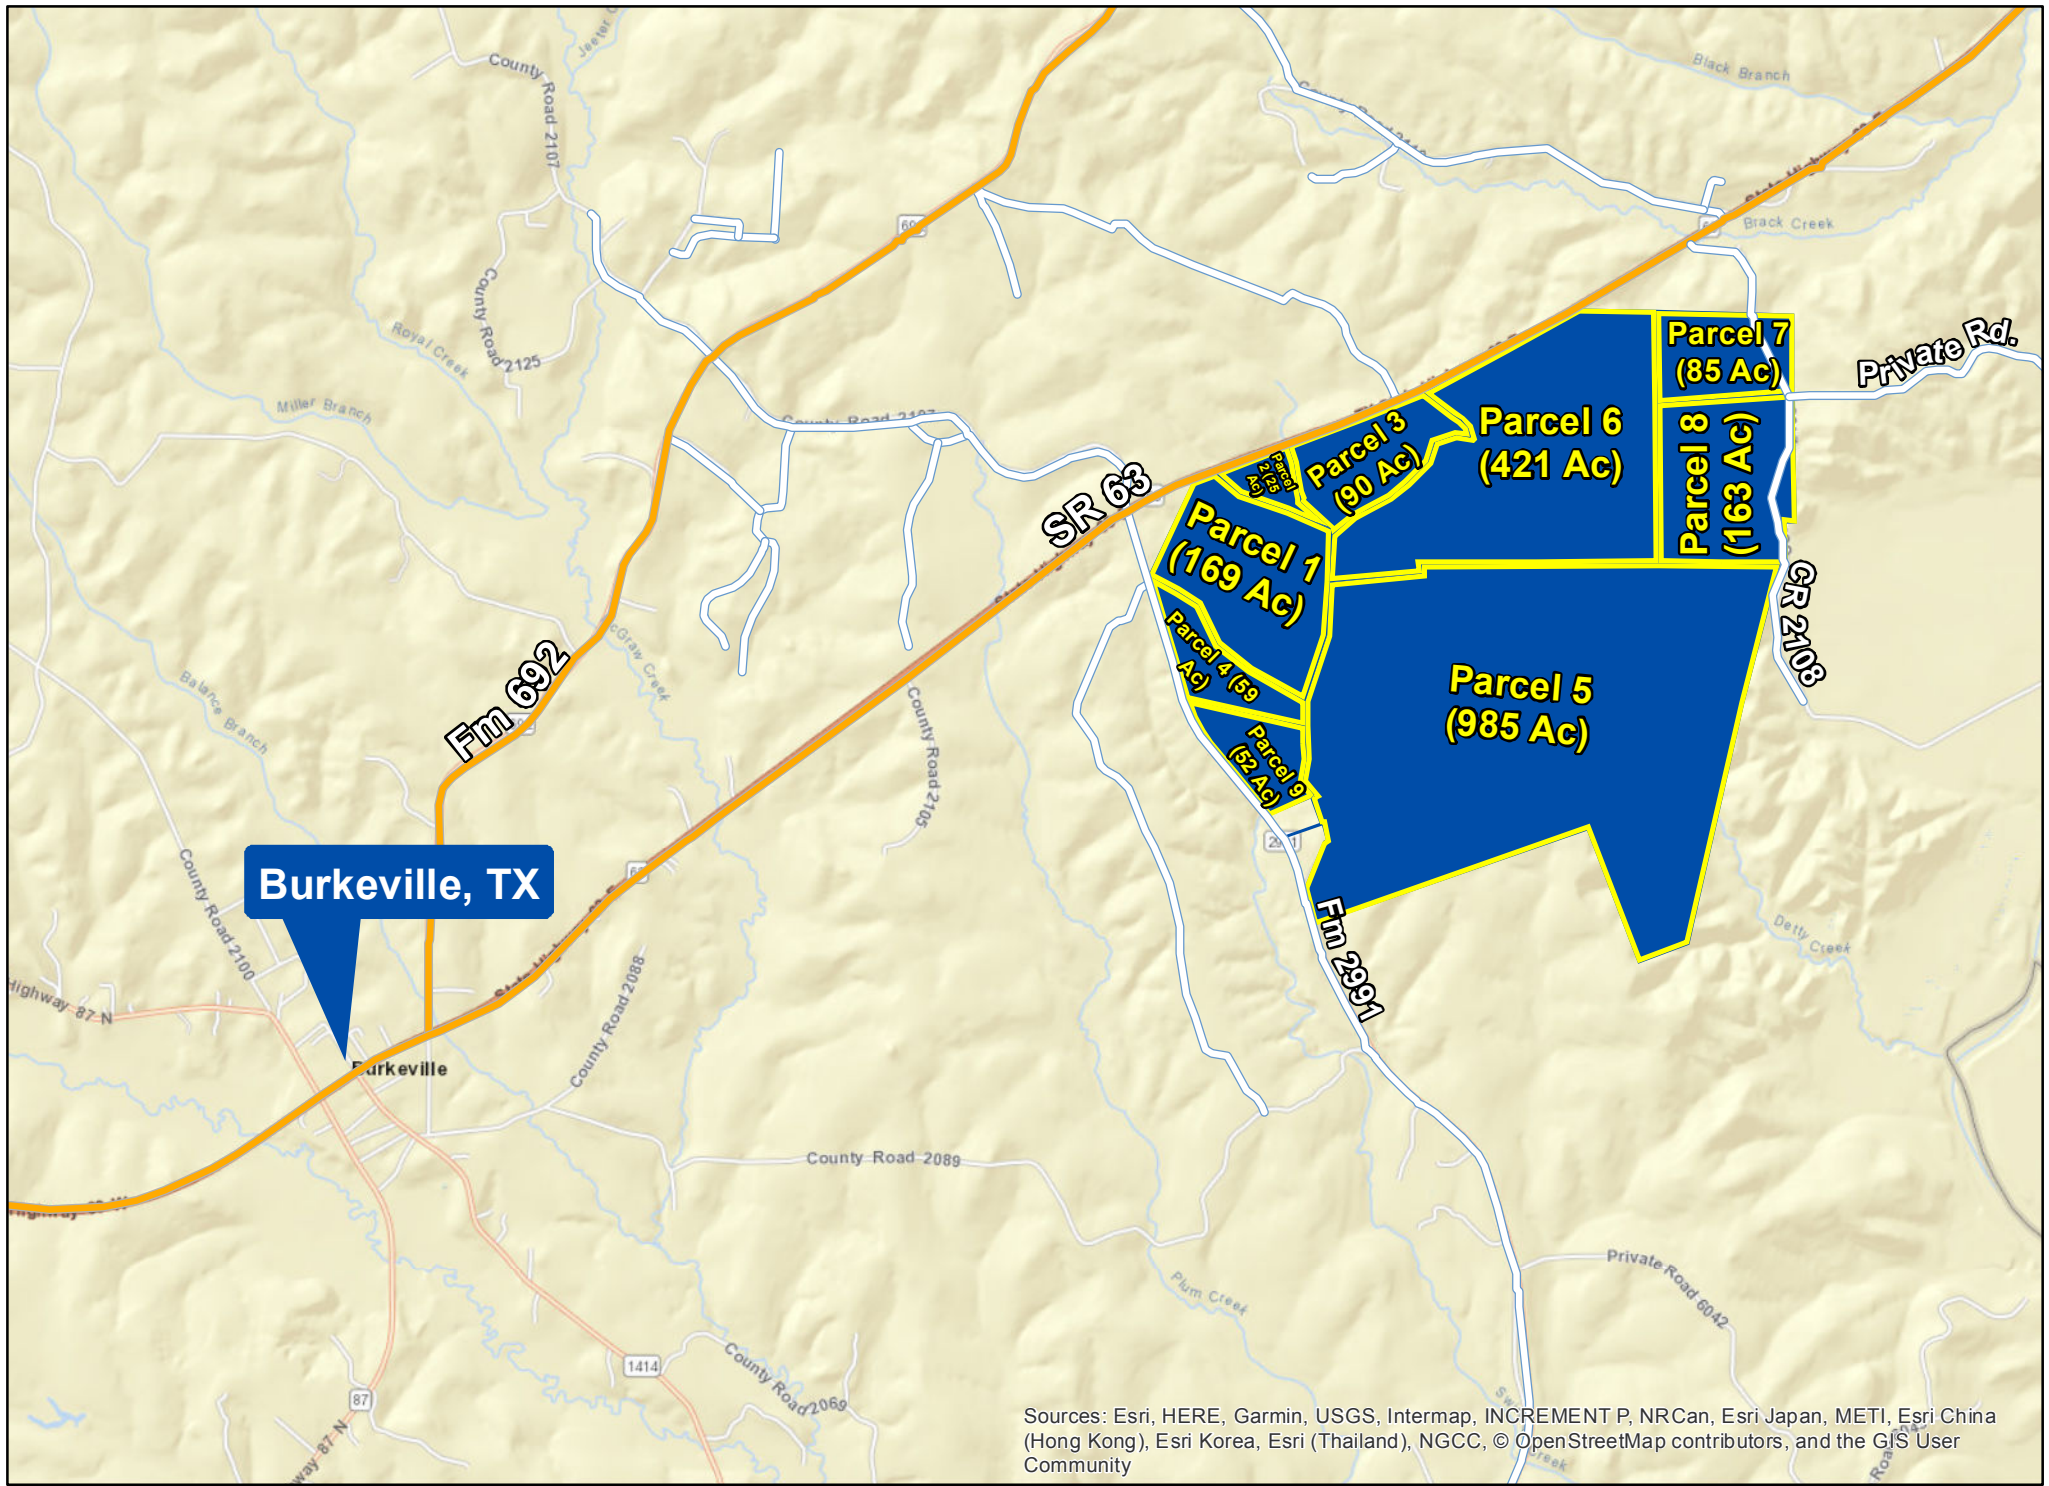 Jeeter
Black Branch
County Road 2107
Brack Creek
County Road 2125
Royal Creek
Miller Branch
Private Rd.
Parcel 7
(85 Ac)
Parcel 6
(421 Ac)
Parcel 8
(163 Ac)
Parcel 3
(90 Ac)
Parcel
2 (25
Ac)
SR 63
Parcel 1
(169 Ac)
CR 2108
Parcel 4 (59
Ac)
Parcel 5
(985 Ac)
Parcel 9
(52 Ac)
Fm 692
Balance Branch
County Road 2105
Burkeville, TX
County Road 2100
Fm 2991
Detty Creek
Highway 87 N
County Road 2088
Burkeville
County Road 2089
Plum Creek
Private Road 6042
1414
87
County Road 2069
Sources: Esri, HERE, Garmin, USGS, Intermap, INCREMENT P, NRCan, Esri Japan, METI, Esri China
(Hong Kong), Esri Korea, Esri (Thailand), NGCC, © OpenStreetMap contributors, and the GIS User
Community